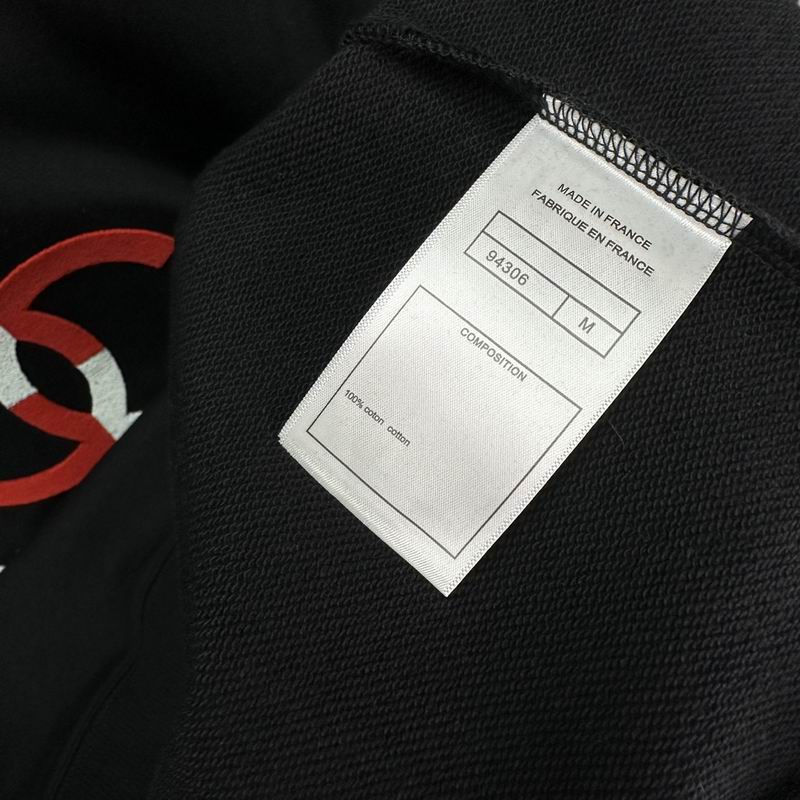 MADE IN FRANCE
FABRIQUE EN FRANCE
94306
M
COMPOSITION
100% coton cotton